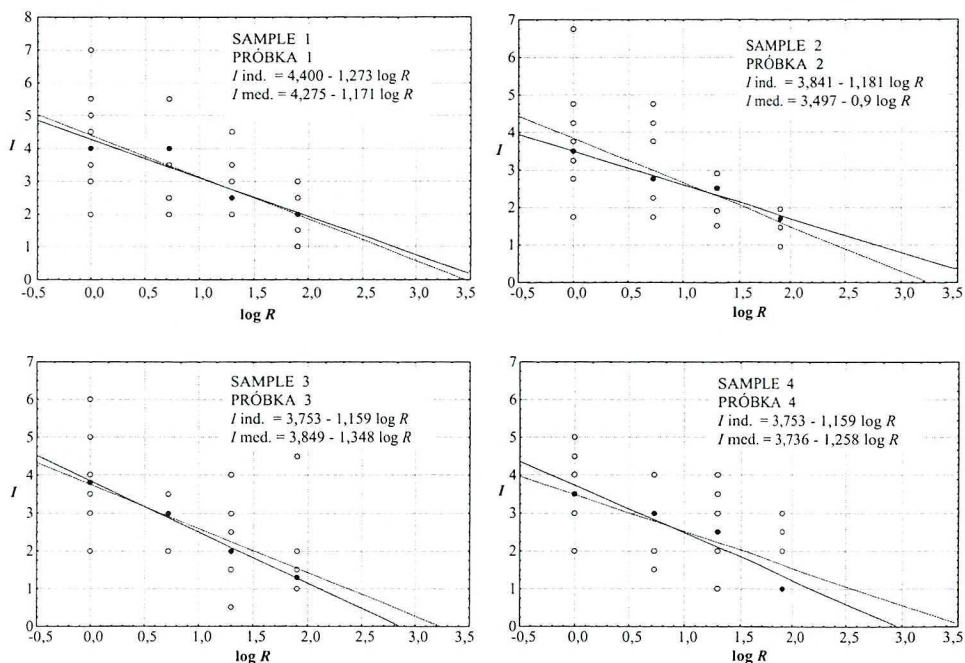 8
7
6
5
4
I
3
2
1
0
-0,5 0,0 0,5 1,0 1,5 2,0 2,5 3,0 3,5
log R
SAMPLE 1
PRÓBKA 1
I ind. = 4,400 - 1,273 log R
I med. = 4,275 - 1,171 log R
7
6
5
4
I
3
2
1
0
-0,5 0,0 0,5 1,0 1,5 2,0 2,5 3,0 3,5
log R
SAMPLE 2
PRÓBKA 2
I ind. = 3,841 - 1,181 log R
I med. = 3,497 - 0,9 log R
7
6
5
4
I
3
2
1
0
-0,5 0,0 0,5 1,0 1,5 2,0 2,5 3,0 3,5
log R
SAMPLE 3
PRÓBKA 3
I ind. = 3,753 - 1,159 log R
I med. = 3,849 - 1,348 log R
7
6
5
4
I
3
2
1
0
-0,5 0,0 0,5 1,0 1,5 2,0 2,5 3,0 3,5
log R
SAMPLE 4
PRÓBKA 4
I ind. = 3,753 - 1,159 log R
I med. = 3,736 - 1,258 log R